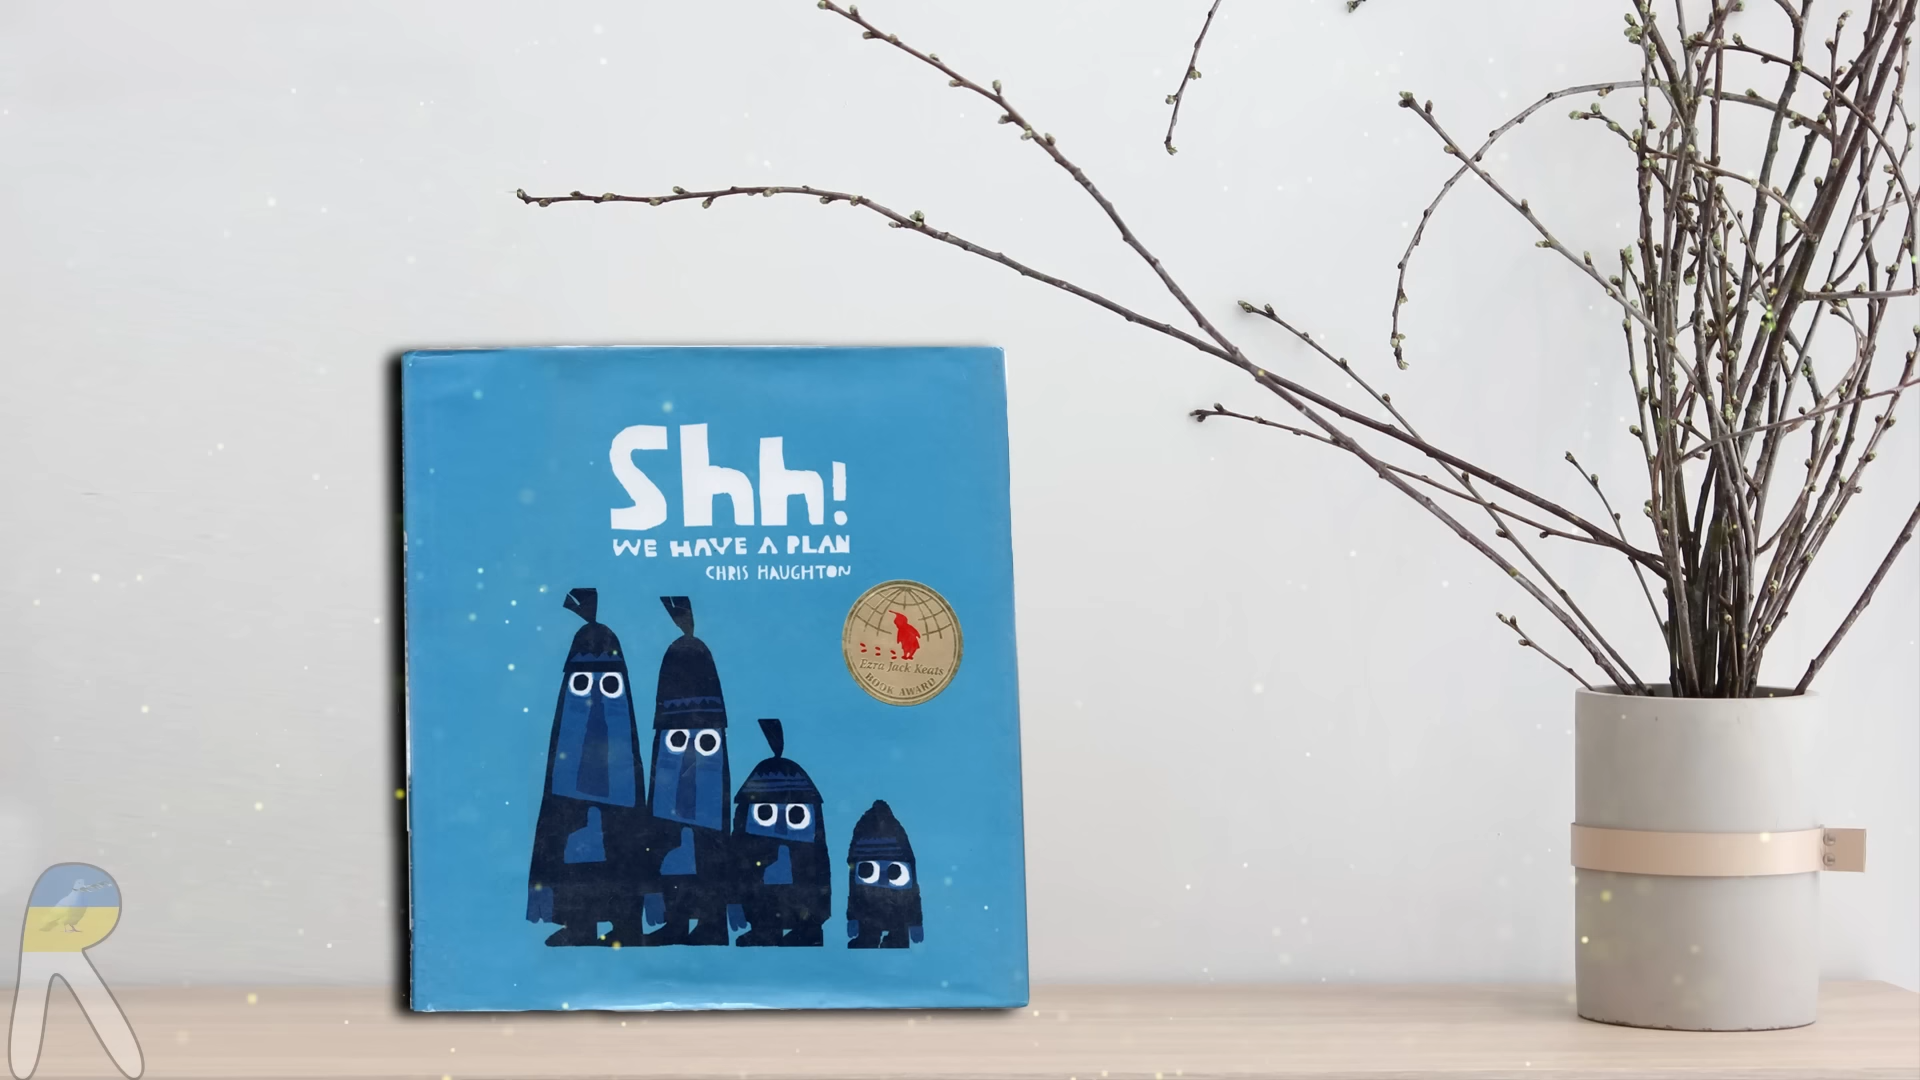 Shh!
WE HAVE A PLAN
CHRIS HAUGHTON
Ezra Jack Keats
BOOK AWARD
R